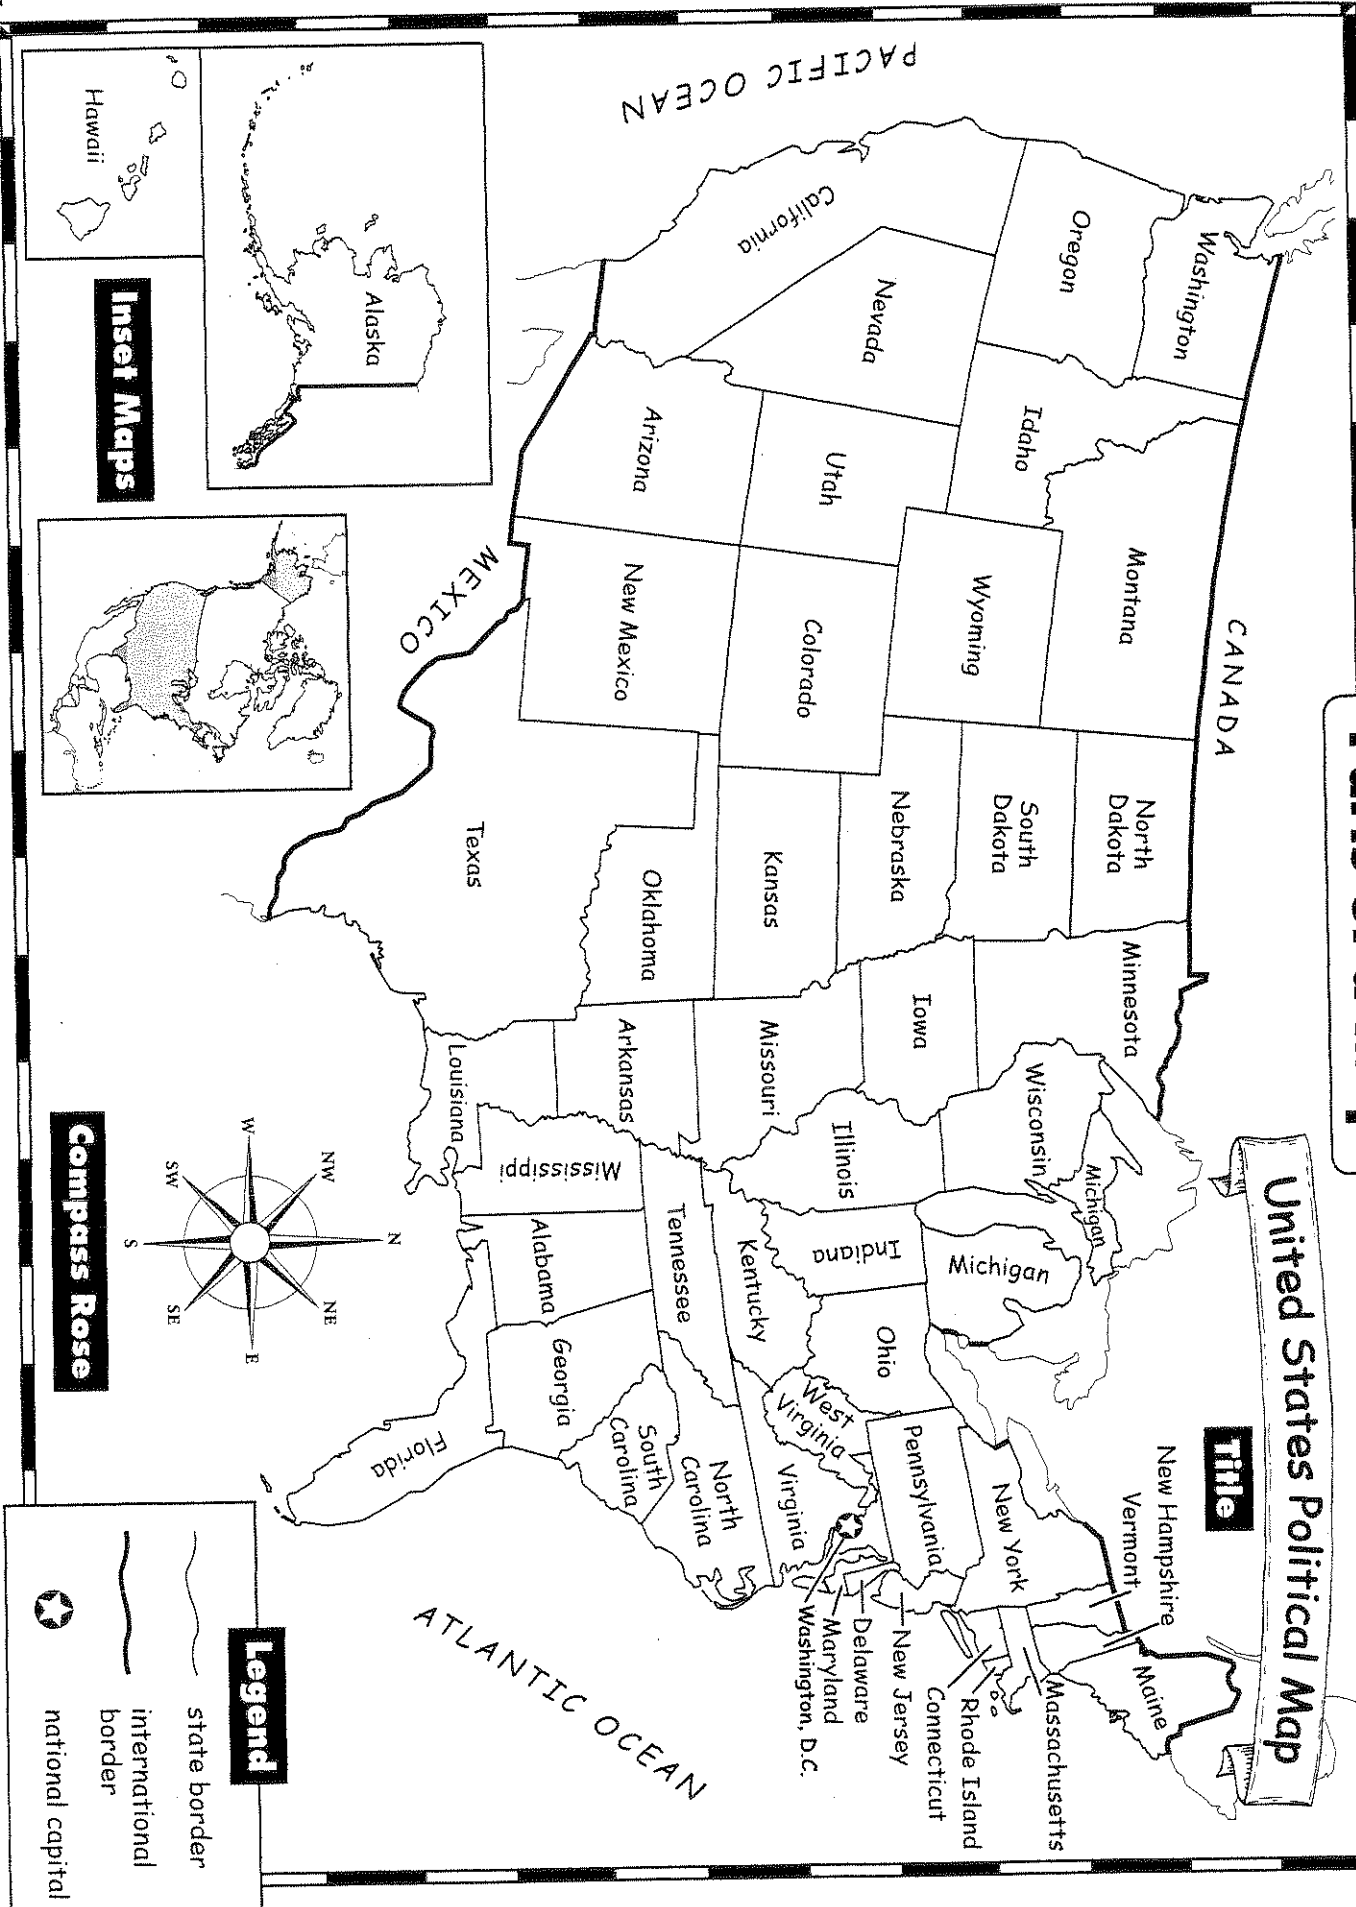 United States Political Map
Title
CANADA
PACIFIC OCEAN
MEXICO
ATLANTIC OCEAN
Washington
Oregon
California
Nevada
Idaho
Montana
Wyoming
Utah
Arizona
Colorado
New Mexico
North
Dakota
South
Dakota
Nebraska
Kansas
Oklahoma
Texas
Minnesota
Iowa
Missouri
Arkansas
Louisiana
Wisconsin
Illinois
Michigan
Michigan
Indiana
Ohio
Kentucky
Tennessee
Mississippi
Alabama
Georgia
Florida
South
Carolina
North
Carolina
Virginia
West
Virginia
Pennsylvania
New York
New Hampshire
Vermont
Maine
Massachusetts
Rhode Island
Connecticut
New Jersey
Delaware
Maryland
Washington, D.C.
Alaska
Hawaii
Inset Maps
N
NE
E
SE
S
SW
W
NW
Compass Rose
Legend
state border
international
border
national capital